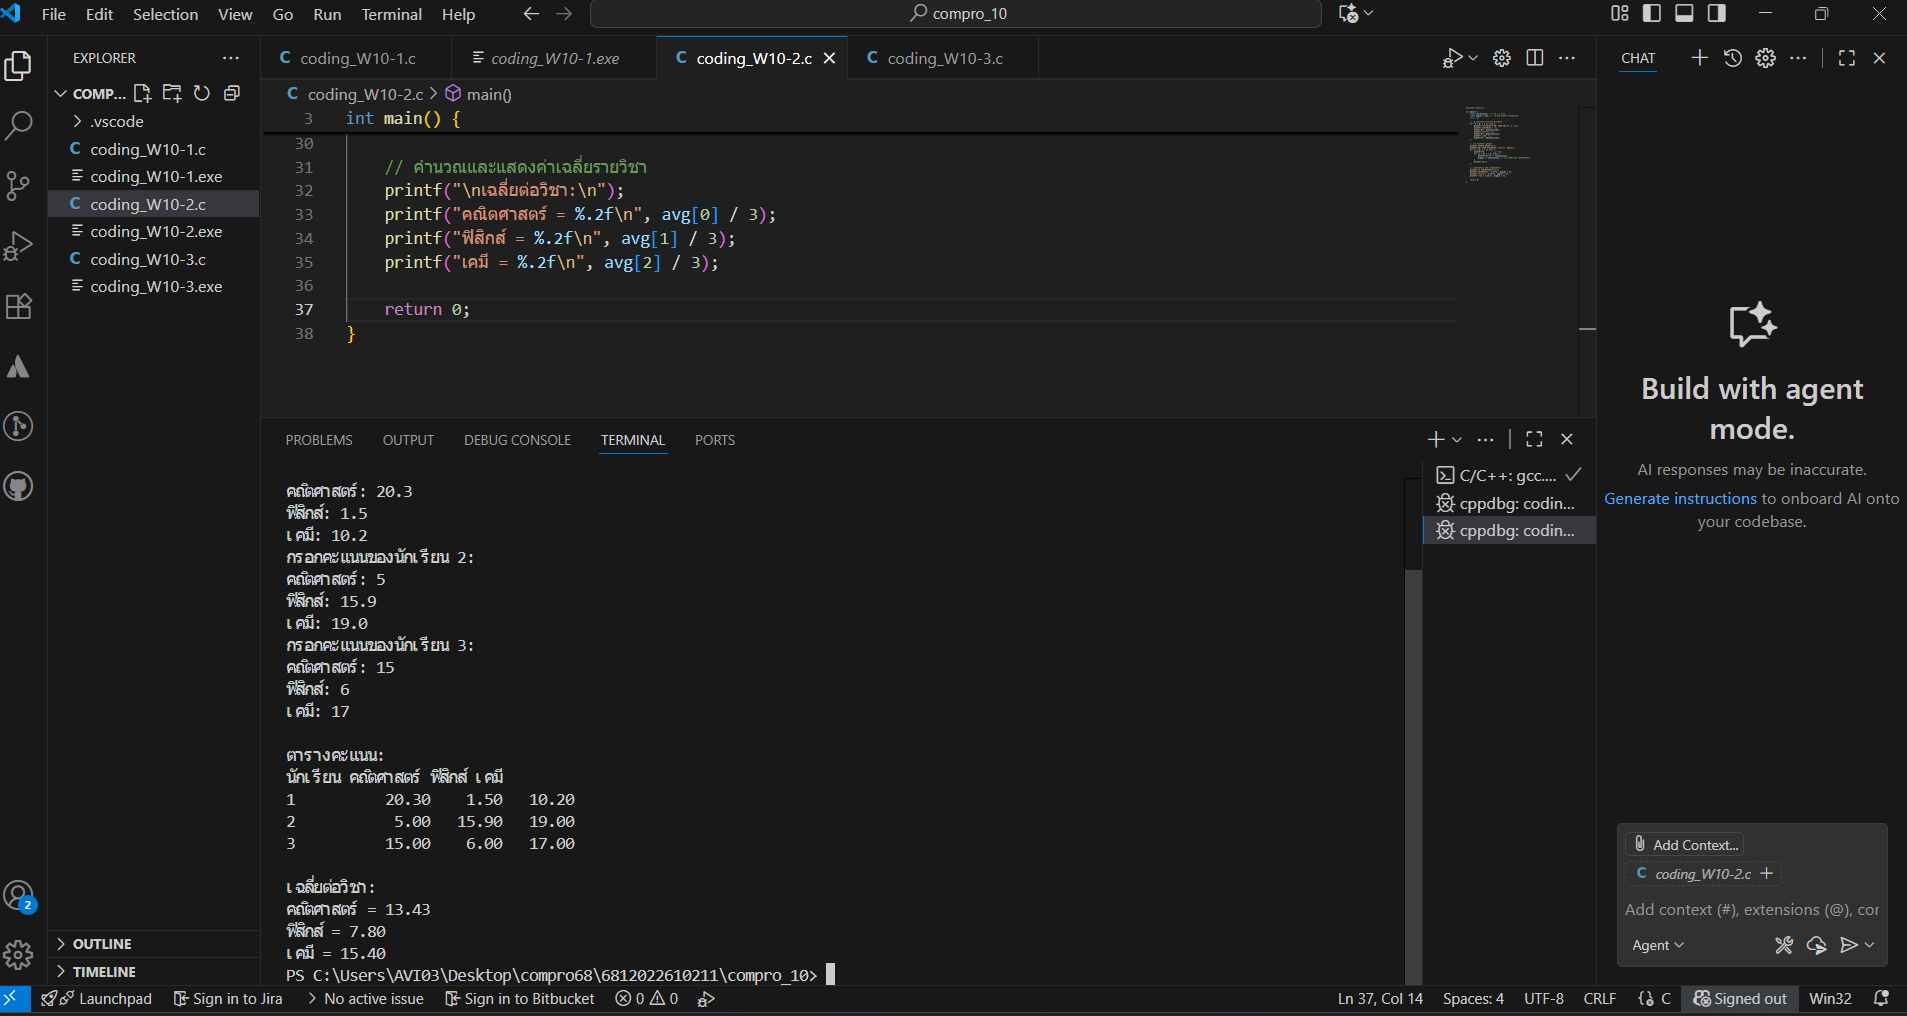 File Edit Selection View Go Run Terminal Help
compro_10
EXPLORER
COMP...
.vscode
coding_W10-1.c
coding_W10-1.exe
coding_W10-2.c
coding_W10-2.exe
coding_W10-3.c
coding_W10-3.exe
OUTLINE
TIMELINE
coding_W10-1.c
coding_W10-1.exe
coding_W10-2.c
coding_W10-3.c
coding_W10-2.c > main()
3 int main() {
30
31 // คำนวณและแสดงค่าเฉลี่ยรายวิชา
32 printf("\nเฉลี่ยต่อวิชา:\n");
33 printf("คณิตศาสตร์ = %.2f\n", avg[0] / 3);
34 printf("ฟิสิกส์ = %.2f\n", avg[1] / 3);
35 printf("เคมี = %.2f\n", avg[2] / 3);
36
37 return 0;
38 }
PROBLEMS OUTPUT DEBUG CONSOLE TERMINAL PORTS
คณิตศาสตร์: 20.3
ฟิสิกส์: 1.5
เคมี: 10.2
กรอกคะแนนของนักเรียน 2:
คณิตศาสตร์: 5
ฟิสิกส์: 15.9
เคมี: 19.0
กรอกคะแนนของนักเรียน 3:
คณิตศาสตร์: 15
ฟิสิกส์: 6
เคมี: 17
ตารางคะแนน:
นักเรียน คณิตศาสตร์ ฟิสิกส์ เคมี
1 20.30 1.50 10.20
2 5.00 15.90 19.00
3 15.00 6.00 17.00
เฉลี่ยต่อวิชา:
คณิตศาสตร์ = 13.43
ฟิสิกส์ = 7.80
เคมี = 15.40
PS C:\Users\AVI03\Desktop\compro68\6812022610211\compro_10>
C/C++: gcc....
cppdbg: codin...
cppdbg: codin...
CHAT
Build with agent
mode.
AI responses may be inaccurate.
Generate instructions to onboard AI onto
your codebase.
Add Context...
coding_W10-2.c
Add context (#), extensions (@), cor
Agent
2
Launchpad Sign in to Jira No active issue Sign in to Bitbucket 0 0
Ln 37, Col 14 Spaces: 4 UTF-8 CRLF {} C Signed out Win32